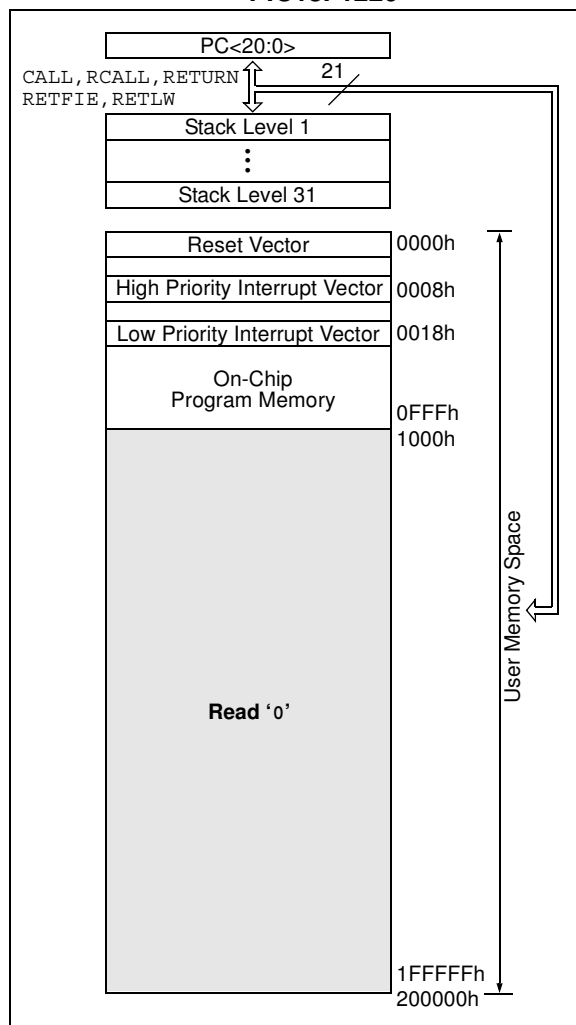 PC<20:0>
CALL,RCALL,RETURN
RETFIE,RETLW
21
Stack Level 1
Stack Level 31
Reset Vector
0000h
High Priority Interrupt Vector
0008h
Low Priority Interrupt Vector
0018h
On-Chip
Program Memory
0FFFh
1000h
User Memory Space
Read ‘0’
1FFFFFh
200000h